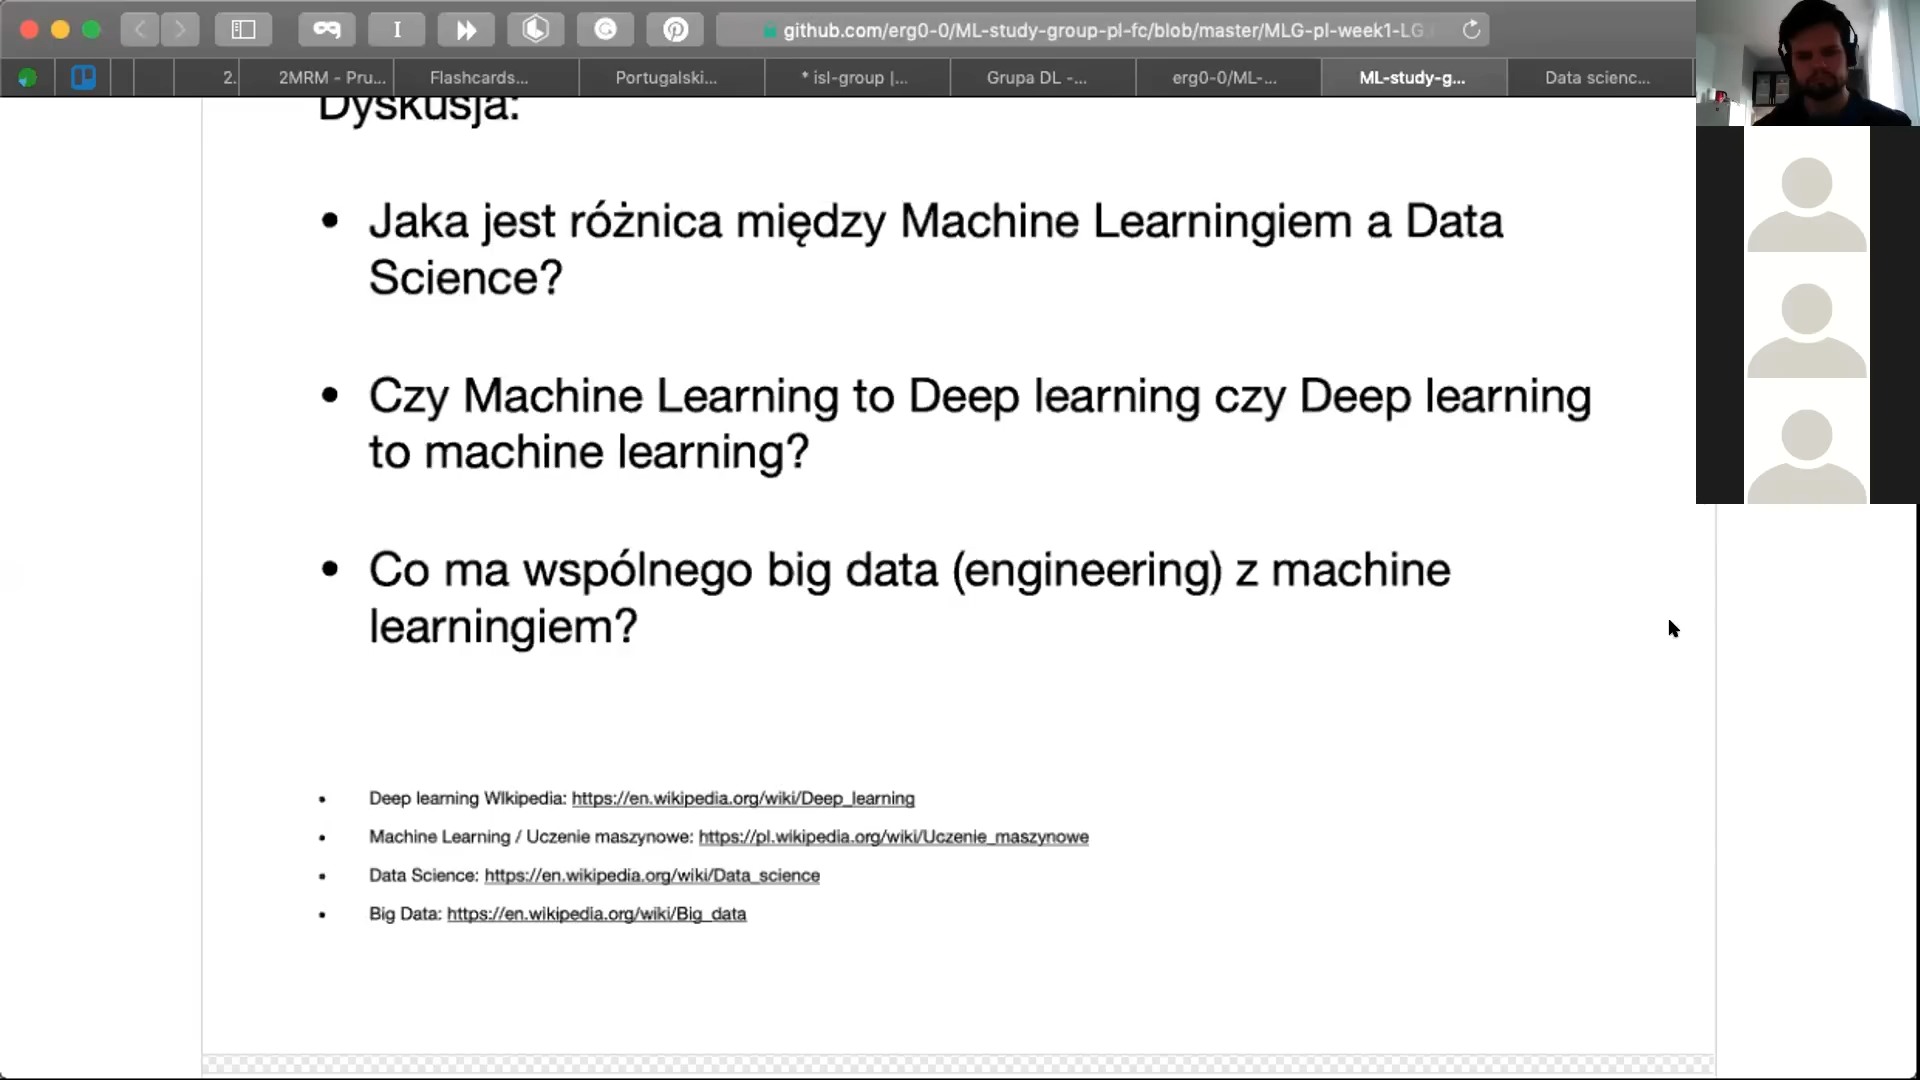 github.com/erg0-0/ML-study-group-pl-fc/blob/master/MLG-pl-week1-LG
2.
2MRM - Pru...
Flashcards...
Portugalski...
* isl-group |...
Grupa DL -...
erg0-0/ML-...
ML-study-g...
Data scienc...
Dyskusja:
• Jaka jest różnica między Machine Learningiem a Data
Science?
• Czy Machine Learning to Deep learning czy Deep learning
to machine learning?
• Co ma wspólnego big data (engineering) z machine
learningiem?
• Deep learning WIkipedia: https://en.wikipedia.org/wiki/Deep_learning
• Machine Learning / Uczenie maszynowe: https://pl.wikipedia.org/wiki/Uczenie_maszynowe
• Data Science: https://en.wikipedia.org/wiki/Data_science
• Big Data: https://en.wikipedia.org/wiki/Big_data